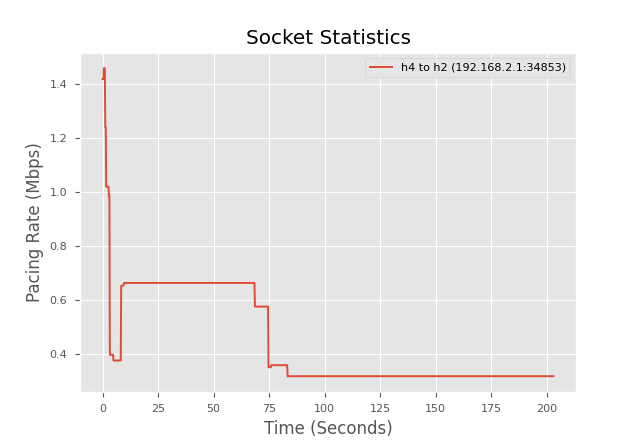 Socket Statistics
h4 to h2 (192.168.2.1:34853)
Pacing Rate (Mbps)
1.4
1.2
1.0
0.8
0.6
0.4
0 25 50 75 100 125 150 175 200
Time (Seconds)